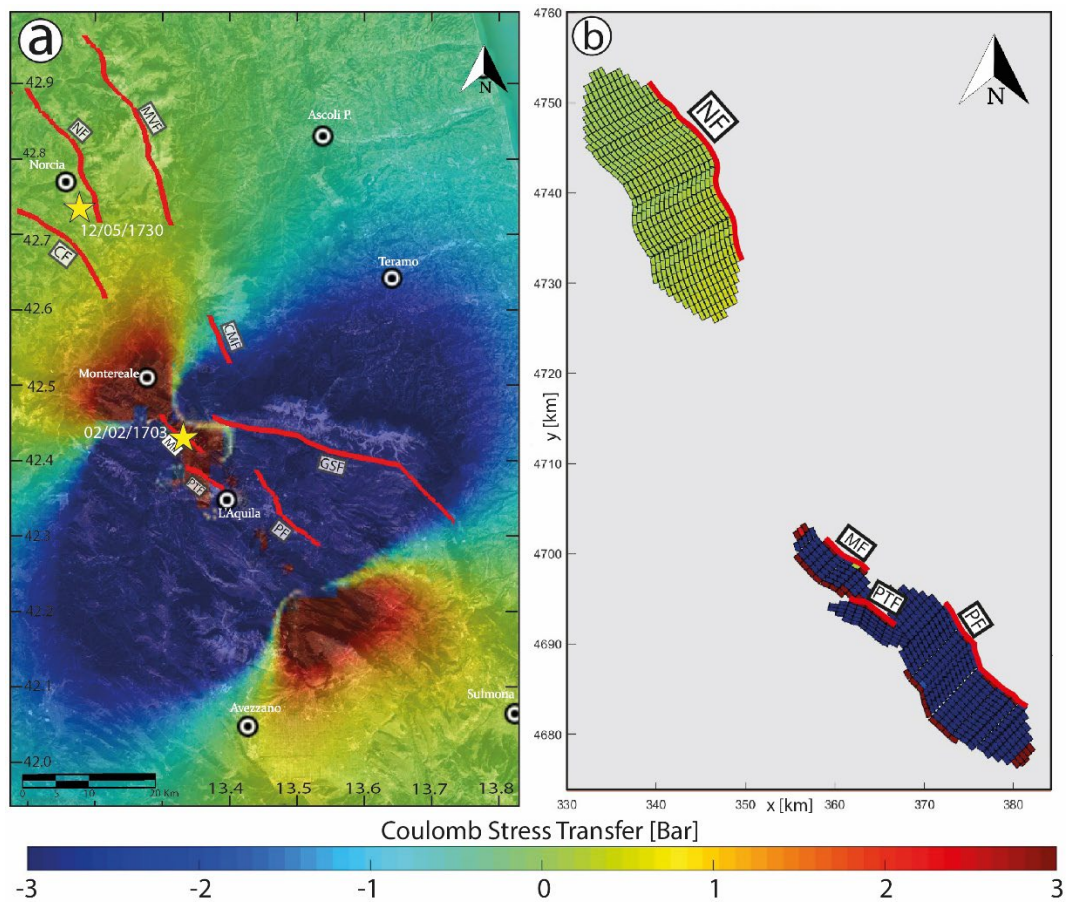 a
N
42.9
42.8
42.7
42.6
42.5
42.4
42.3
42.2
42.1
42.0
MVF
NF
Ascoli P.
Norcia
12/05/1730
CF
Teramo
CMF
Montereale
02/02/1703
GSF
PTF
L'Aquila
PF
Sulmona
Avezzano
0 5 10 20 Km
13.4 13.5 13.6 13.7 13.8
b
N
4760
4750
4740
4730
4720
4710
4700
4690
4680
y [km]
NF
MF
PTF
PF
330 340 350 360 370 380
x [km]
Coulomb Stress Transfer [Bar]
-3 -2 -1 0 1 2 3